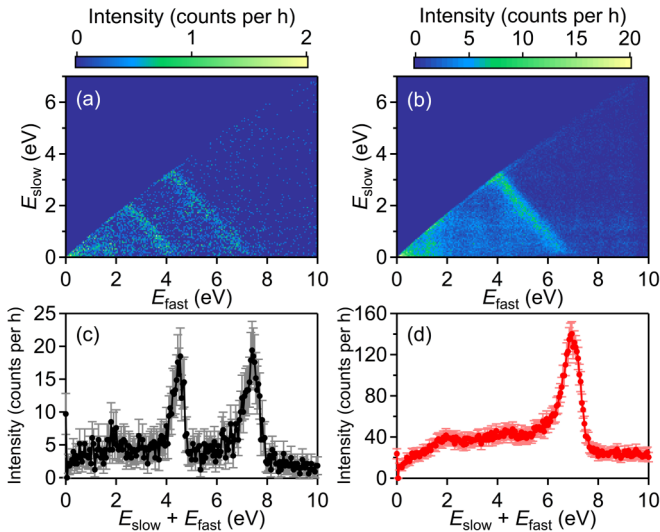 Intensity (counts per h)
0 1 2
Intensity (counts per h)
0 5 10 15 20
(a)
6
4
2
0
E_slow (eV)
0 2 4 6 8 10
E_fast (eV)
(b)
6
4
2
0
E_slow (eV)
0 2 4 6 8 10
E_fast (eV)
(c)
25
20
15
10
5
0
Intensity (counts per h)
0 2 4 6 8 10
E_slow + E_fast (eV)
(d)
160
120
80
40
0
Intensity (counts per h)
0 2 4 6 8 10
E_slow + E_fast (eV)